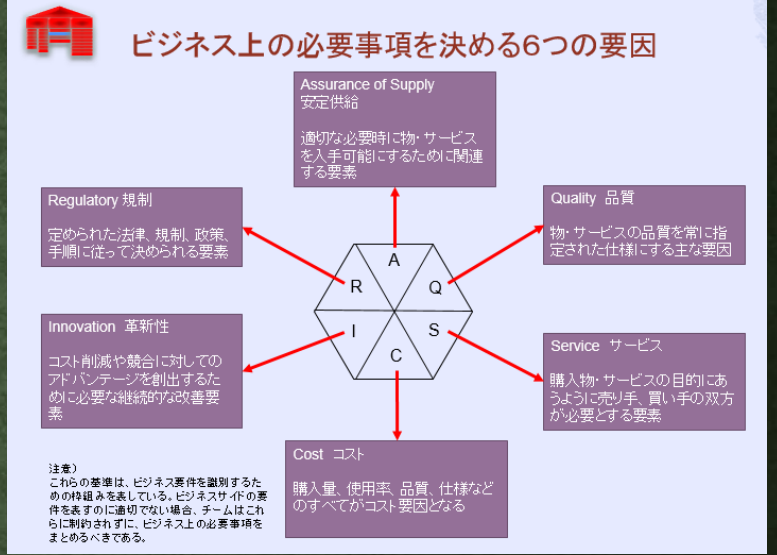 ビジネス上の必要事項を決める6つの要因
Assurance of Supply
安定供給
適切な必要時に物・サービス
を入手可能にするために関連
する要素
Regulatory 規制
定められた法律、規制、政策、
手順に従って決められる要素
Quality 品質
物・サービスの品質を常に指
定された仕様にする主な要因
A
R
Q
I
S
C
Innovation 革新性
コスト削減や競合に対しての
アドバンテージを創出するた
めに必要な継続的な改善要
素
Service サービス
購入物・サービスの目的にあ
うように売り手、買い手の双方
が必要とする要素
Cost コスト
購入量、使用率、品質、仕様など
のすべてがコスト要因となる
注意)
これらの基準は、ビジネス要件を識別するた
めの枠組みを表している。ビジネスサイドの要
件を表すのに適切でない場合、チームはこれ
らに制約されずに、ビジネス上の必要事項を
まとめるべきである。